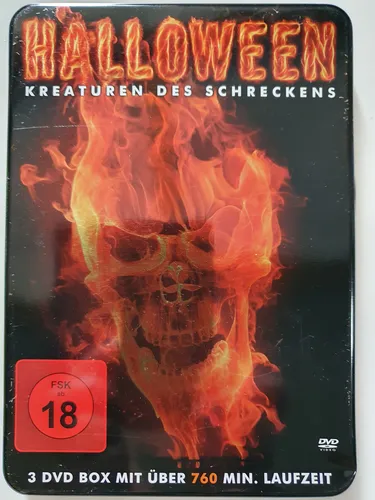 HALLOWEEN
KREATUREN DES SCHRECKENS
FSK
ab
18
DVD
VIDEO
3 DVD BOX MIT ÜBER 760 MIN. LAUFZEIT